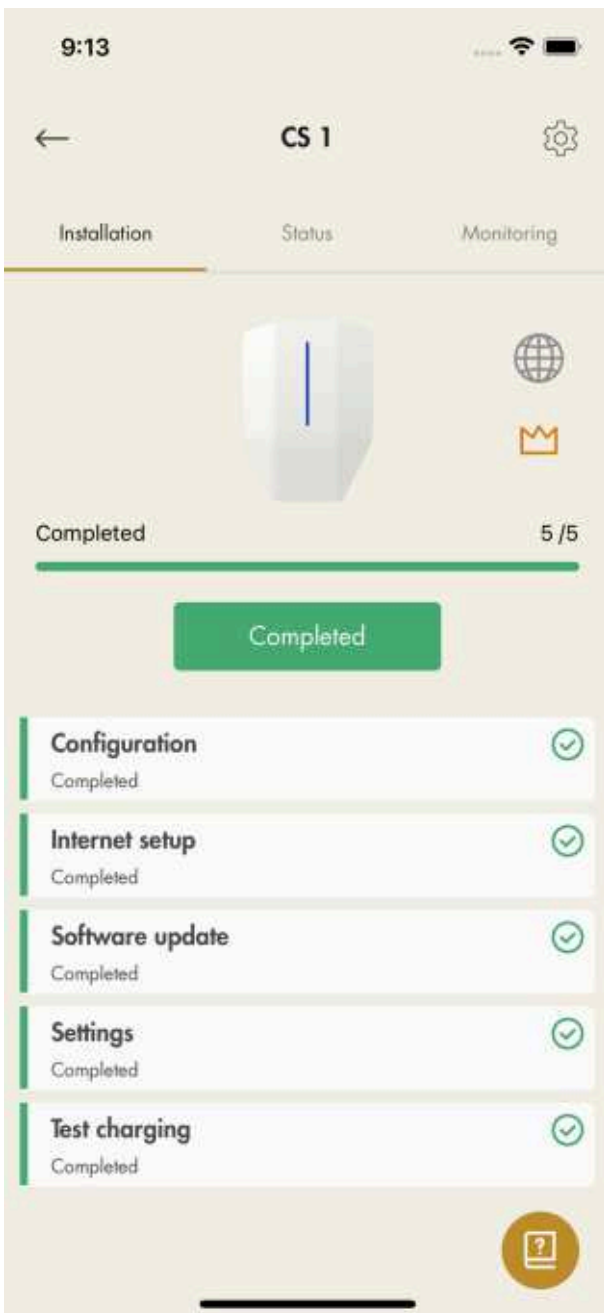 9:13
CS 1
Installation Status Monitoring
Completed 5 /5
Completed
Configuration
Completed
Internet setup
Completed
Software update
Completed
Settings
Completed
Test charging
Completed
?